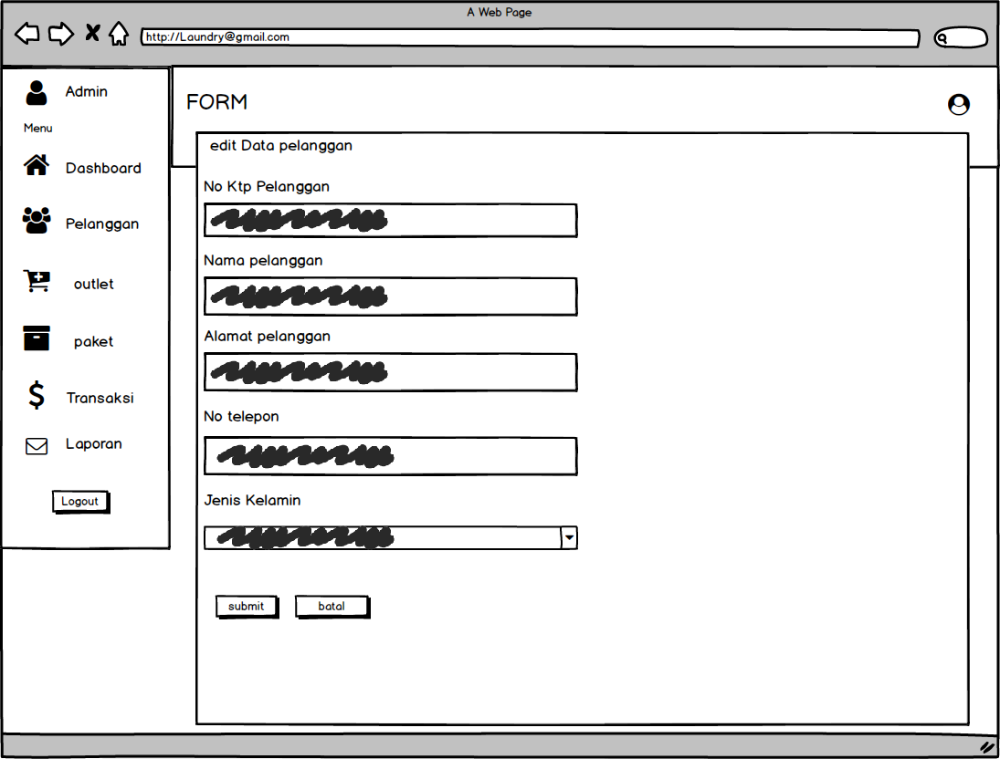 A Web Page
http://Laundry@gmail.com
Admin
Menu
Dashboard
Pelanggan
outlet
paket
Transaksi
Laporan
Logout
FORM
edit Data pelanggan
No Ktp Pelanggan
Nama pelanggan
Alamat pelanggan
No telepon
Jenis Kelamin
submit
batal